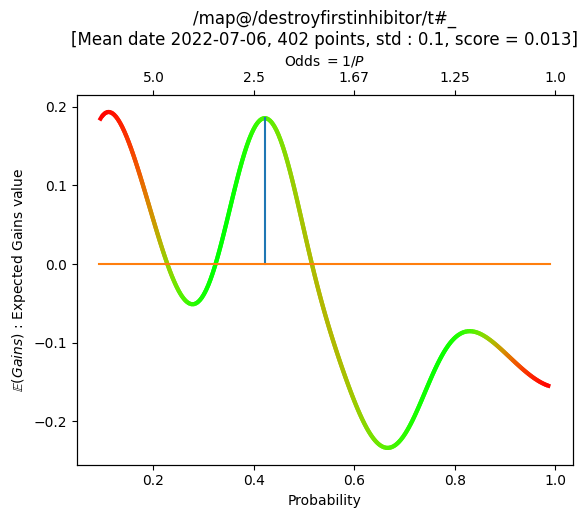 /map@/destroyfirstinhibitor/t#_
[Mean date 2022-07-06, 402 points, std : 0.1, score = 0.013]
Odds = 1/P
5.0 2.5 1.67 1.25 1.0
0.2
0.1
0.0
−0.1
−0.2
𝔼(Gains) : Expected Gains value
0.2 0.4 0.6 0.8 1.0
Probability